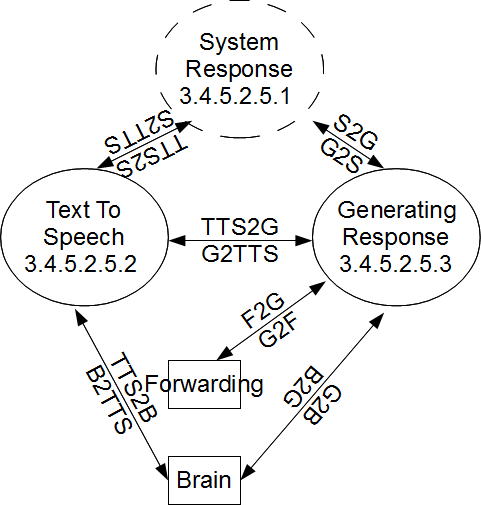 System
Response
3.4.5.2.5.1
S2TTS
TTS2S
S2G
G2S
Text To
Speech
3.4.5.2.5.2
TTS2G
G2TTS
Generating
Response
3.4.5.2.5.3
F2G
G2F
Forwarding
TTS2B
B2TTS
B2G
G2B
Brain